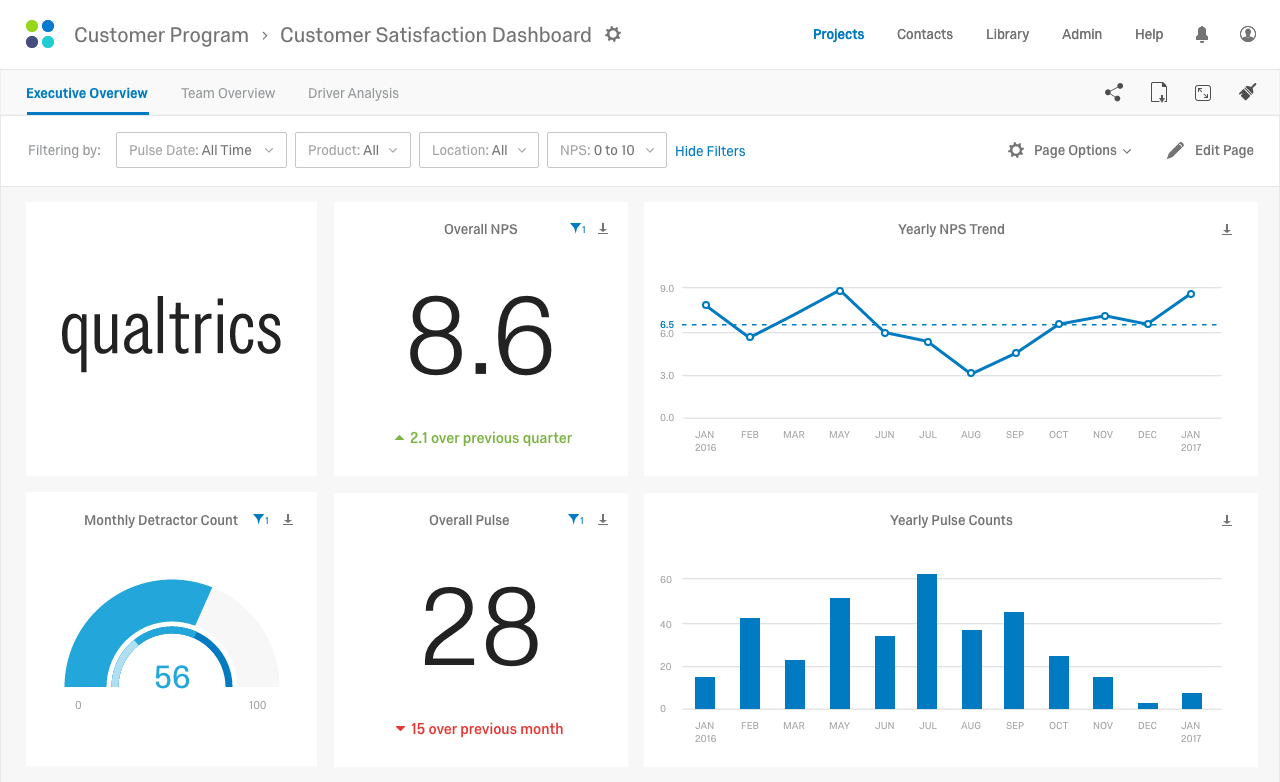 Customer Program › Customer Satisfaction Dashboard
Projects Contacts Library Admin Help
Executive Overview Team Overview Driver Analysis
Filtering by: Pulse Date: All Time Product: All Location: All NPS: 0 to 10 Hide Filters Page Options Edit Page
qualtrics
Overall NPS 1
8.6
2.1 over previous quarter
Yearly NPS Trend
9.0
6.5
6.0
3.0
0.0
JAN FEB MAR MAY JUN JUL AUG SEP OCT NOV DEC JAN
2016 2017
Monthly Detractor Count 1
56
0 100
Overall Pulse 1
28
15 over previous month
Yearly Pulse Counts
60
40
20
0
JAN FEB MAR MAY JUN JUL AUG SEP OCT NOV DEC JAN
2016 2017